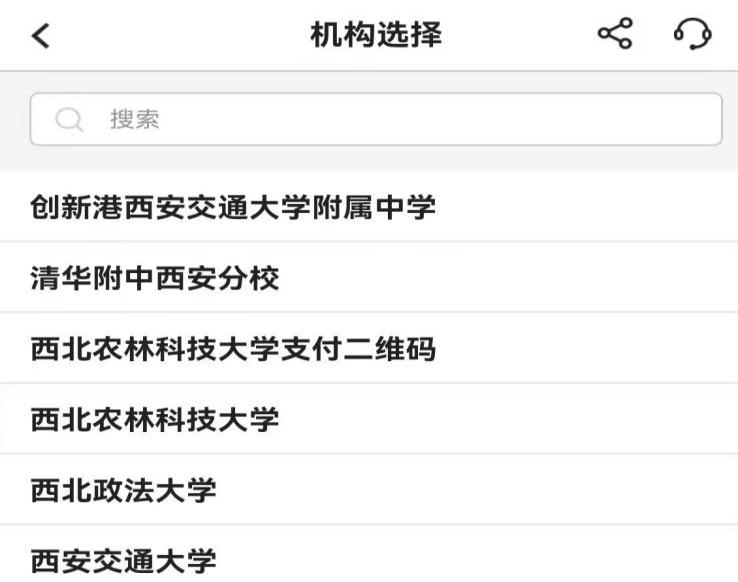 机构选择
搜索
创新港西安交通大学附属中学
清华附中西安分校
西北农林科技大学支付二维码
西北农林科技大学
西北政法大学
西安交通大学